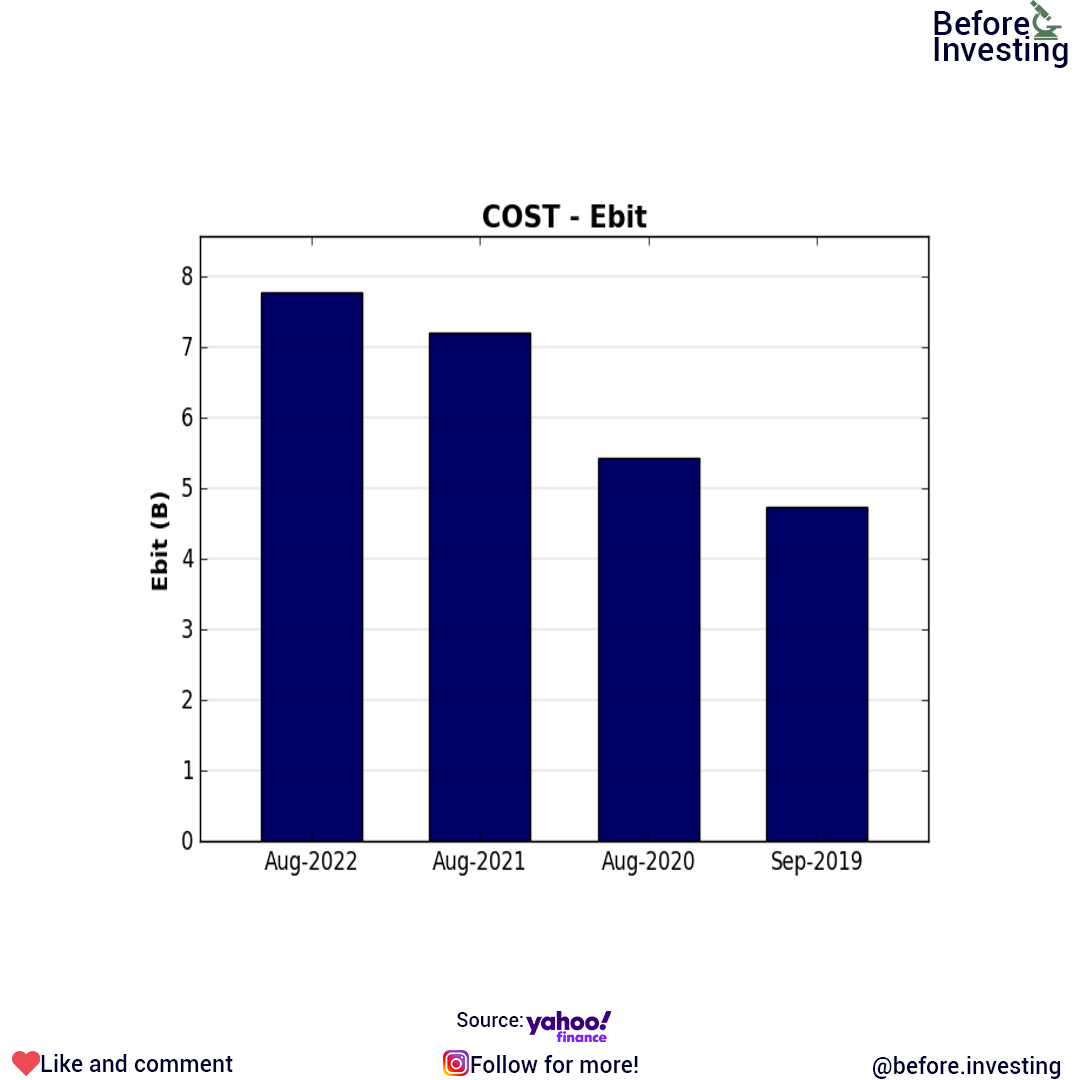 Before
Investing
COST - Ebit
Ebit (B)
8
7
6
5
4
3
2
1
0
Aug-2022
Aug-2021
Aug-2020
Sep-2019
Source: yahoo!
finance
Like and comment
Follow for more!
@before.investing